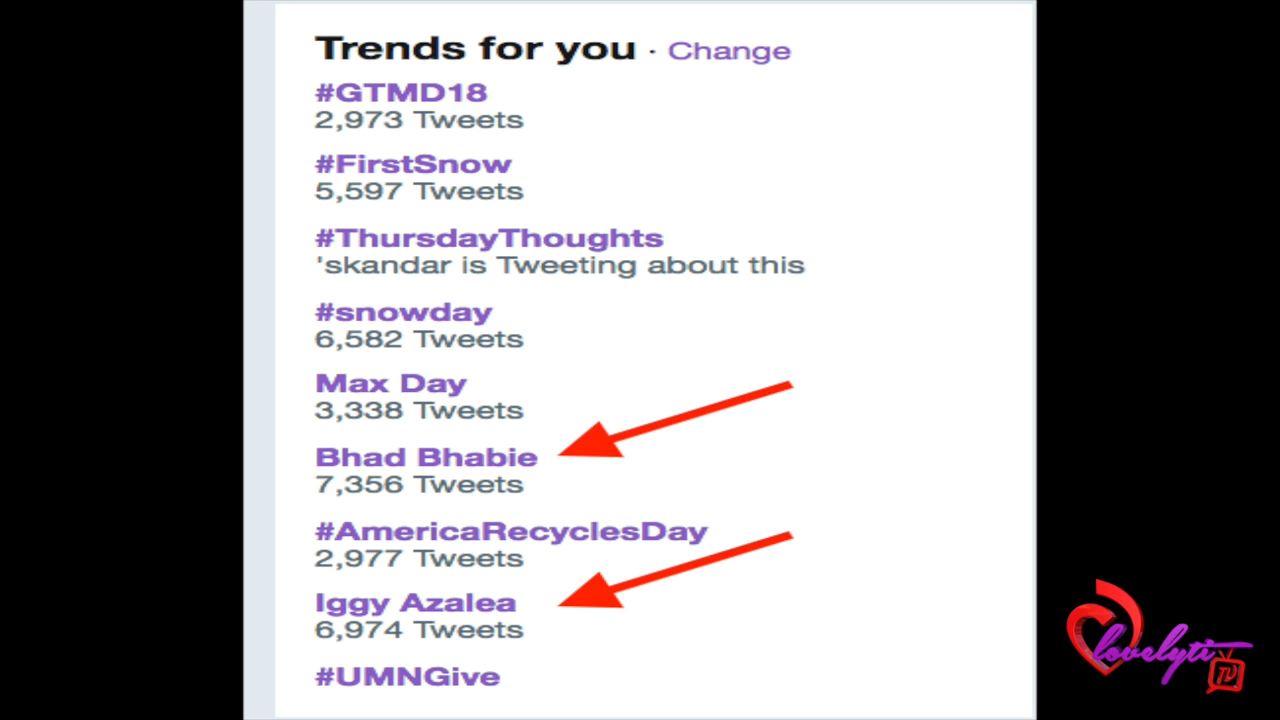 Trends for you · Change
#GTMD18
2,973 Tweets
#FirstSnow
5,597 Tweets
#ThursdayThoughts
'skandar is Tweeting about this
#snowday
6,582 Tweets
Max Day
3,338 Tweets
Bhad Bhabie
7,356 Tweets
#AmericaRecyclesDay
2,977 Tweets
Iggy Azalea
6,974 Tweets
#UMNGive
lovelyti
TV